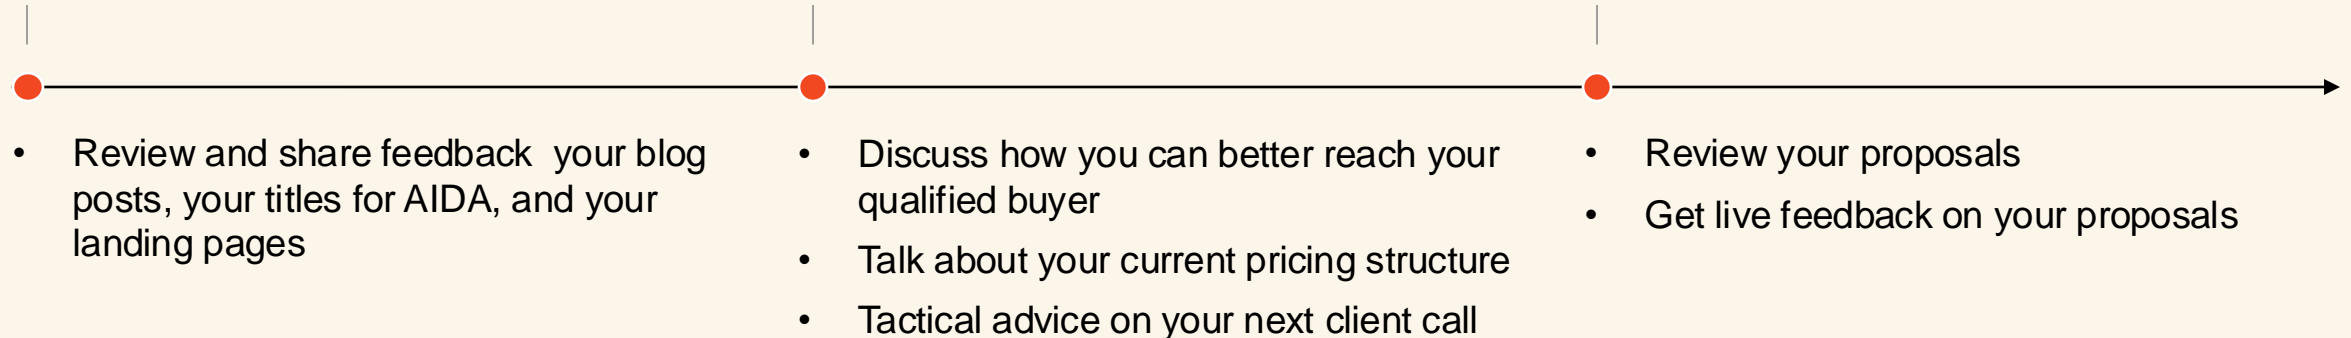 • Review and share feedback  your blog
posts, your titles for AIDA, and your
landing pages
• Discuss how you can better reach your
qualified buyer
• Talk about your current pricing structure
• Tactical advice on your next client call
• Review your proposals
• Get live feedback on your proposals